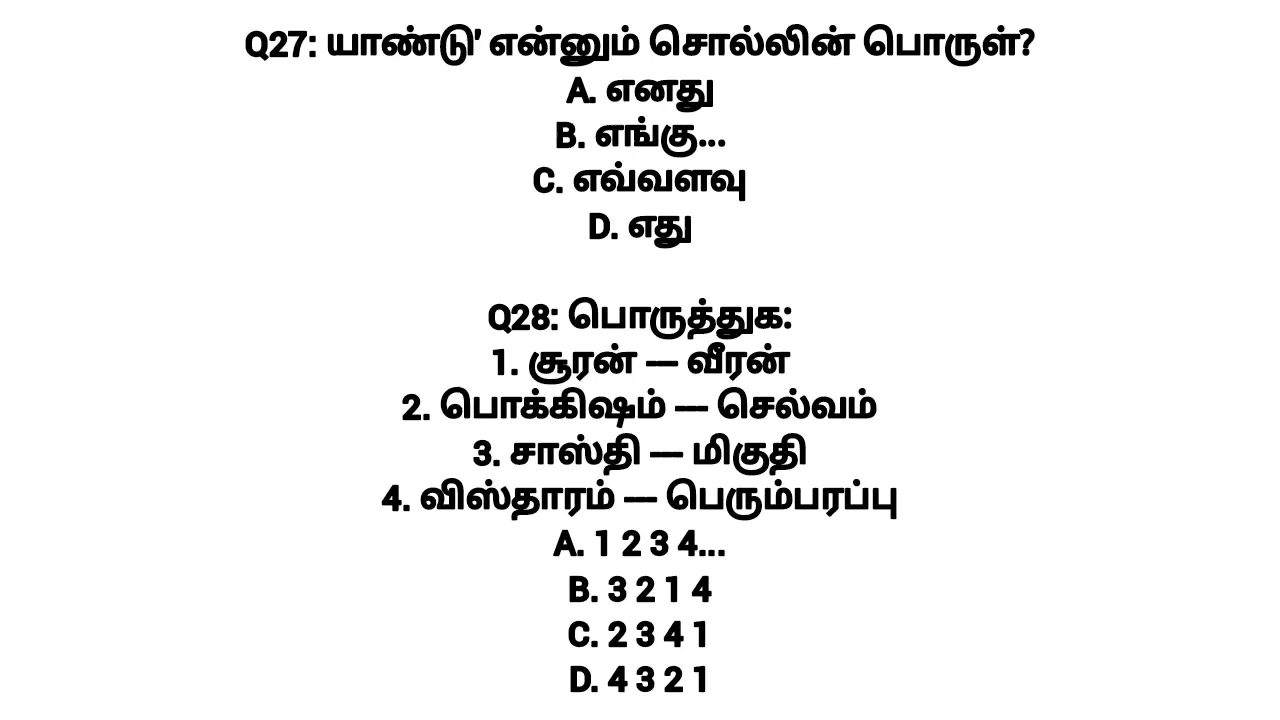 Q27: யாண்டு' என்னும் சொல்லின் பொருள்?
A. எனது
B. எங்கு...
C. எவ்வளவு
D. எது
Q28: பொருத்துக:
1. சூரன் --- வீரன்
2. பொக்கிஷம் --- செல்வம்
3. சாஸ்தி --- மிகுதி
4. விஸ்தாரம் --- பெரும்பரப்பு
A. 1 2 3 4...
B. 3 2 1 4
C. 2 3 4 1
D. 4 3 2 1